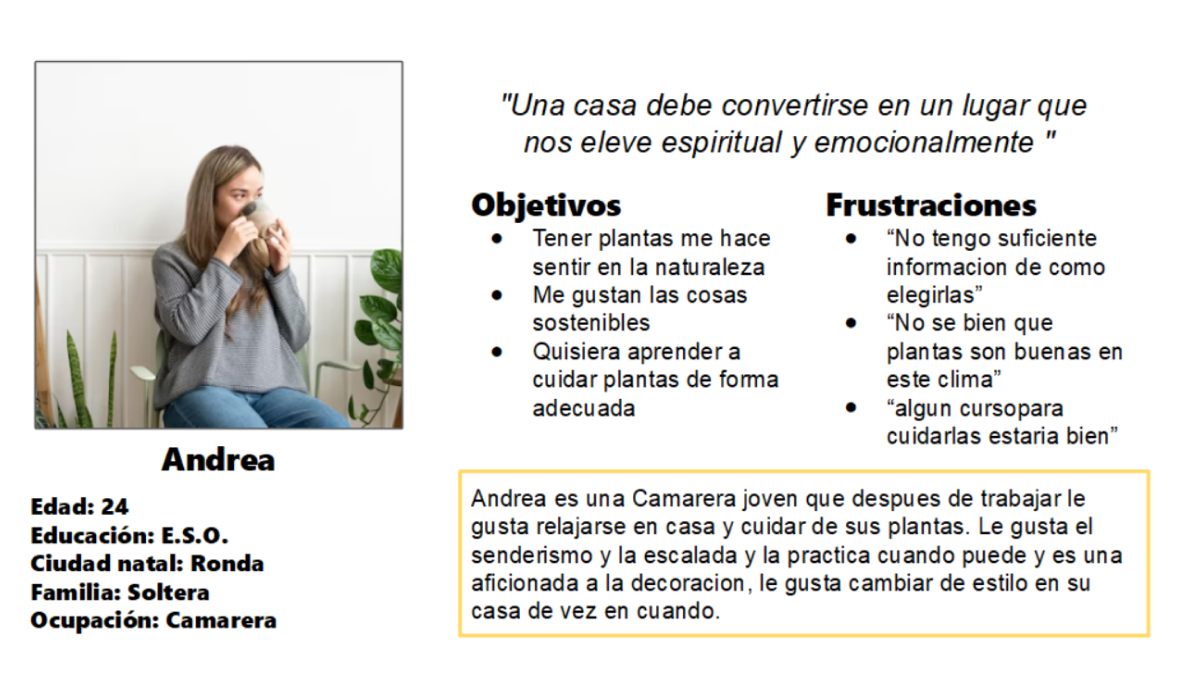 "Una casa debe convertirse en un lugar que
nos eleve espiritual y emocionalmente "
Objetivos
● Tener plantas me hace
sentir en la naturaleza
● Me gustan las cosas
sostenibles
● Quisiera aprender a
cuidar plantas de forma
adecuada
Frustraciones
● “No tengo suficiente
informacion de como
elegirlas”
● “No se bien que
plantas son buenas en
este clima”
● “algun cursopara
cuidarlas estaria bien”
Andrea
Edad: 24
Educación: E.S.O.
Ciudad natal: Ronda
Familia: Soltera
Ocupación: Camarera
Andrea es una Camarera joven que despues de trabajar le
gusta relajarse en casa y cuidar de sus plantas. Le gusta el
senderismo y la escalada y la practica cuando puede y es una
aficionada a la decoracion, le gusta cambiar de estilo en su
casa de vez en cuando.